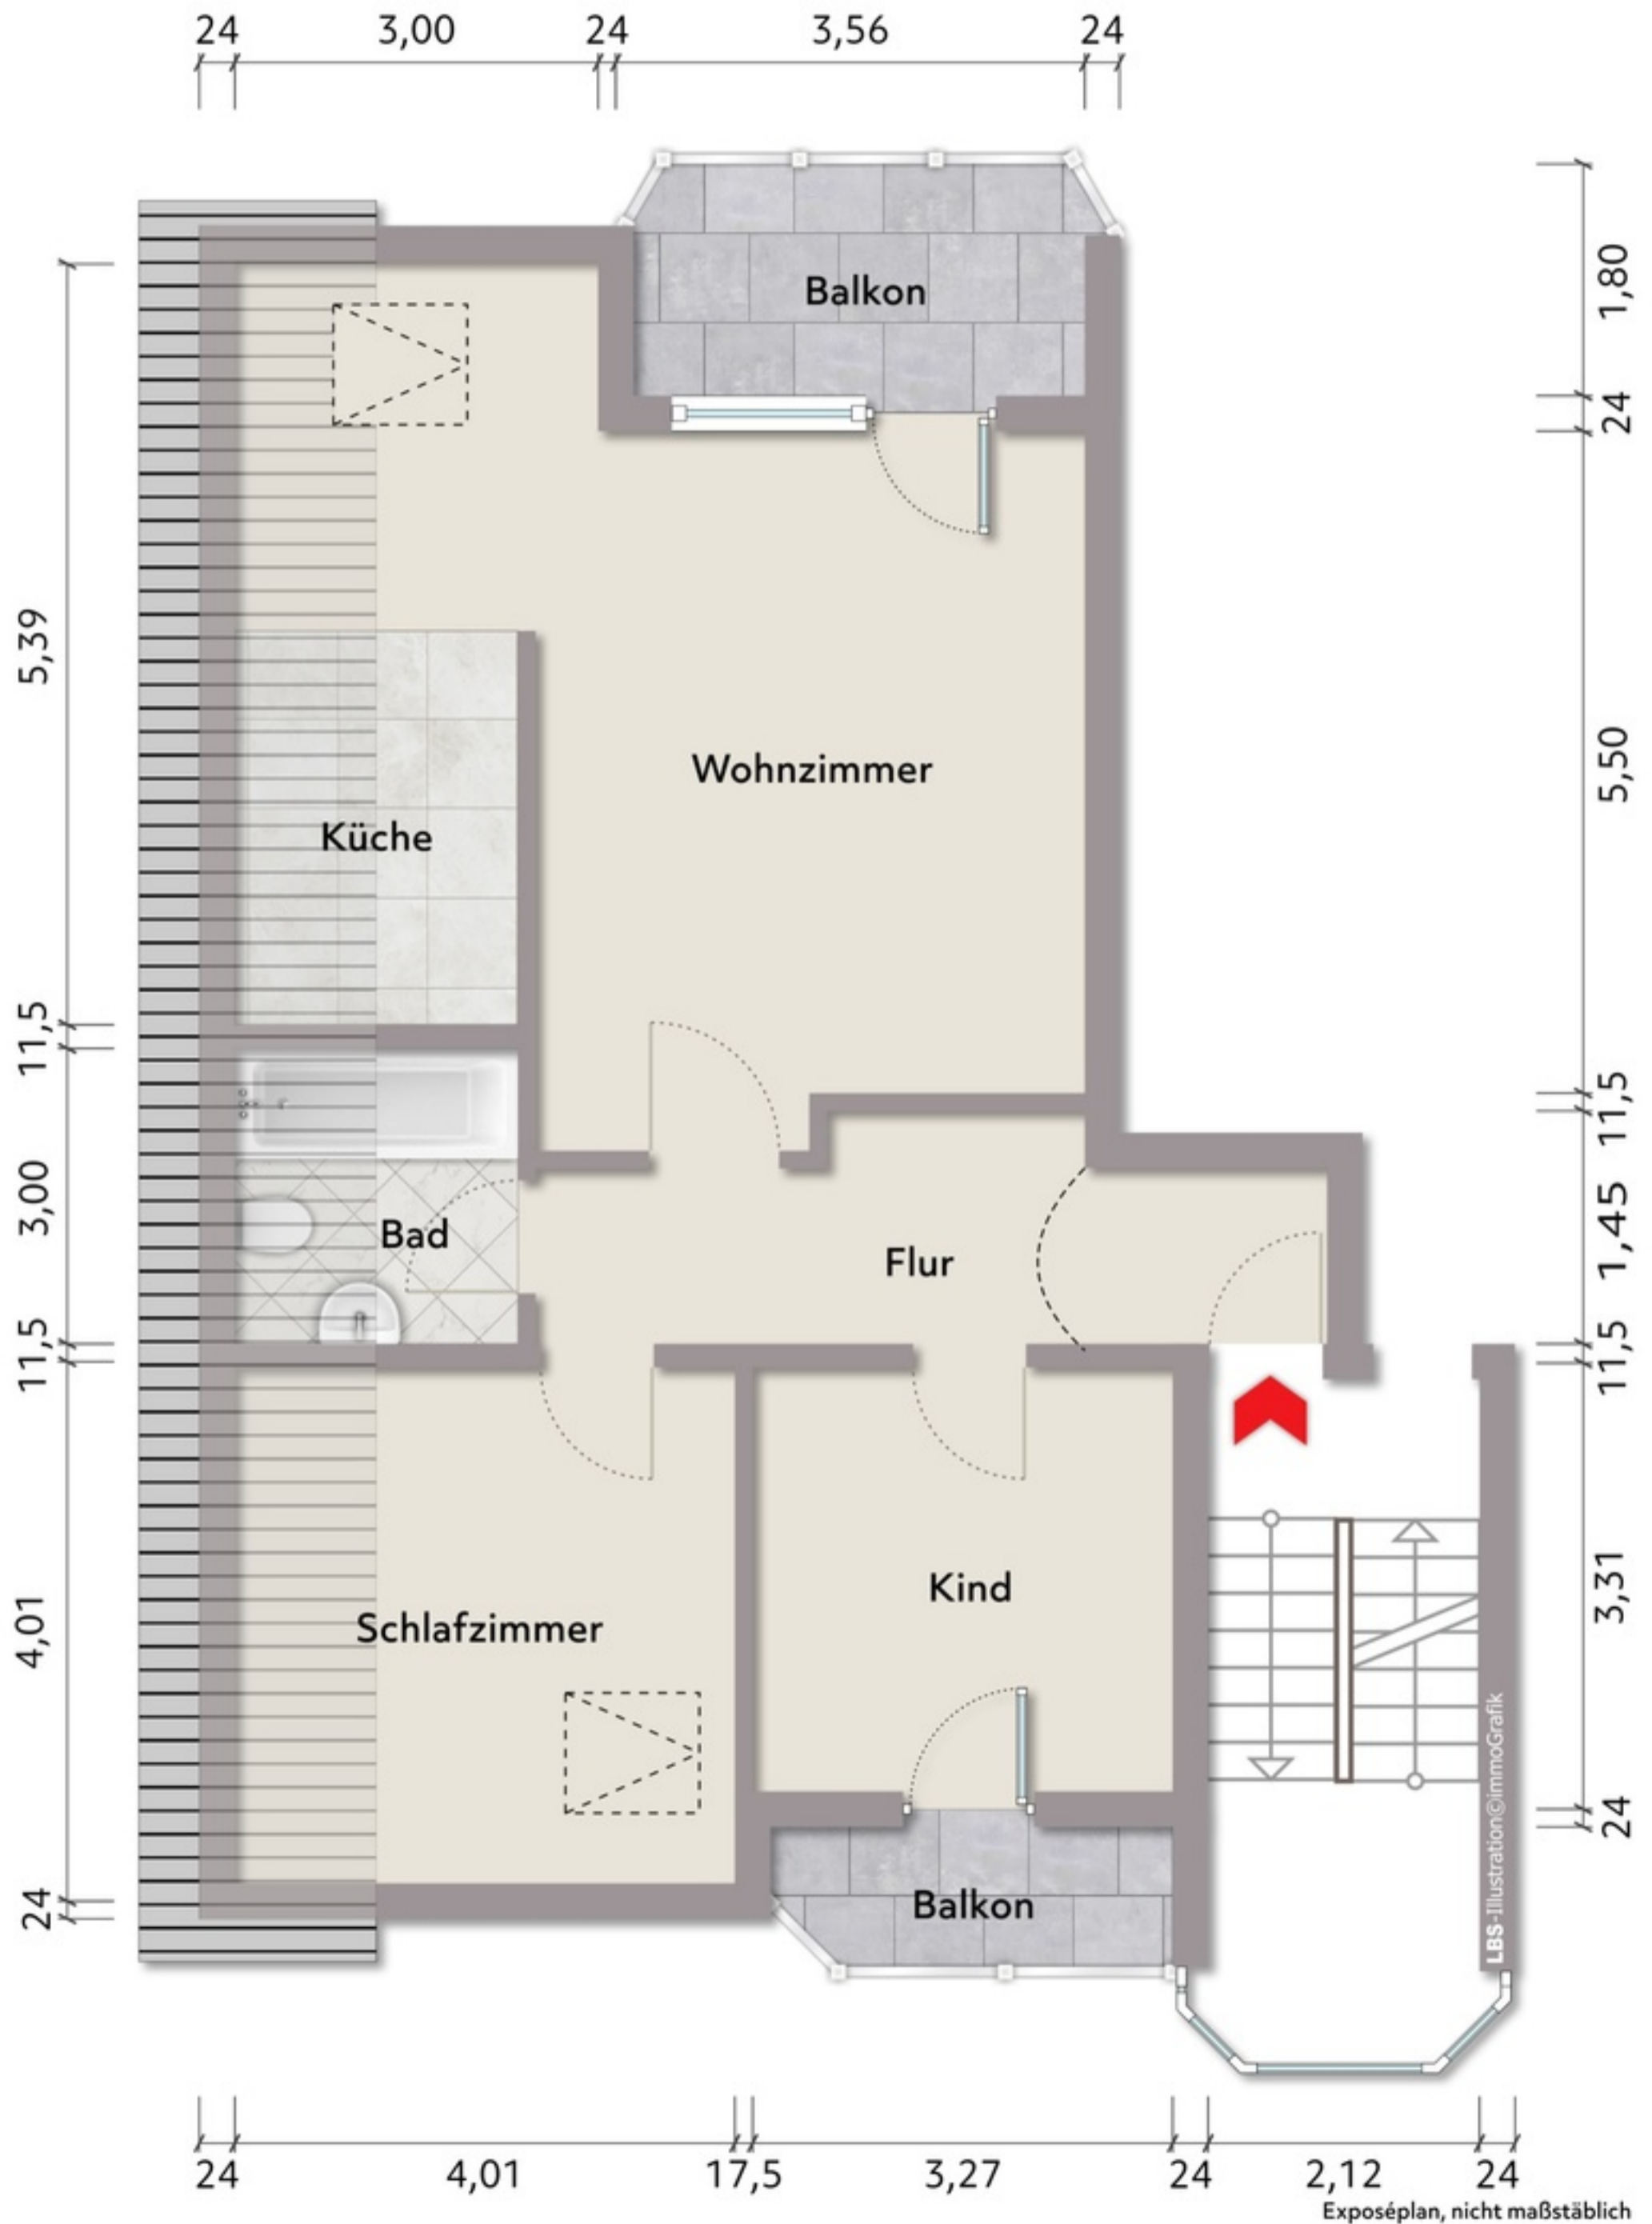 24 3,00 24 3,56 24
Balkon
1,80
24
5,39
Wohnzimmer
5,50
Küche
11,5
11,5
3,00
Bad
Flur
1,45
11,5
11,5
Kind
3,31
Schlafzimmer
4,01
24
Balkon
24
LBS-Illustration©immoGrafik
24 4,01 17,5 3,27 24 2,12 24
Exposéplan, nicht maßstäblich